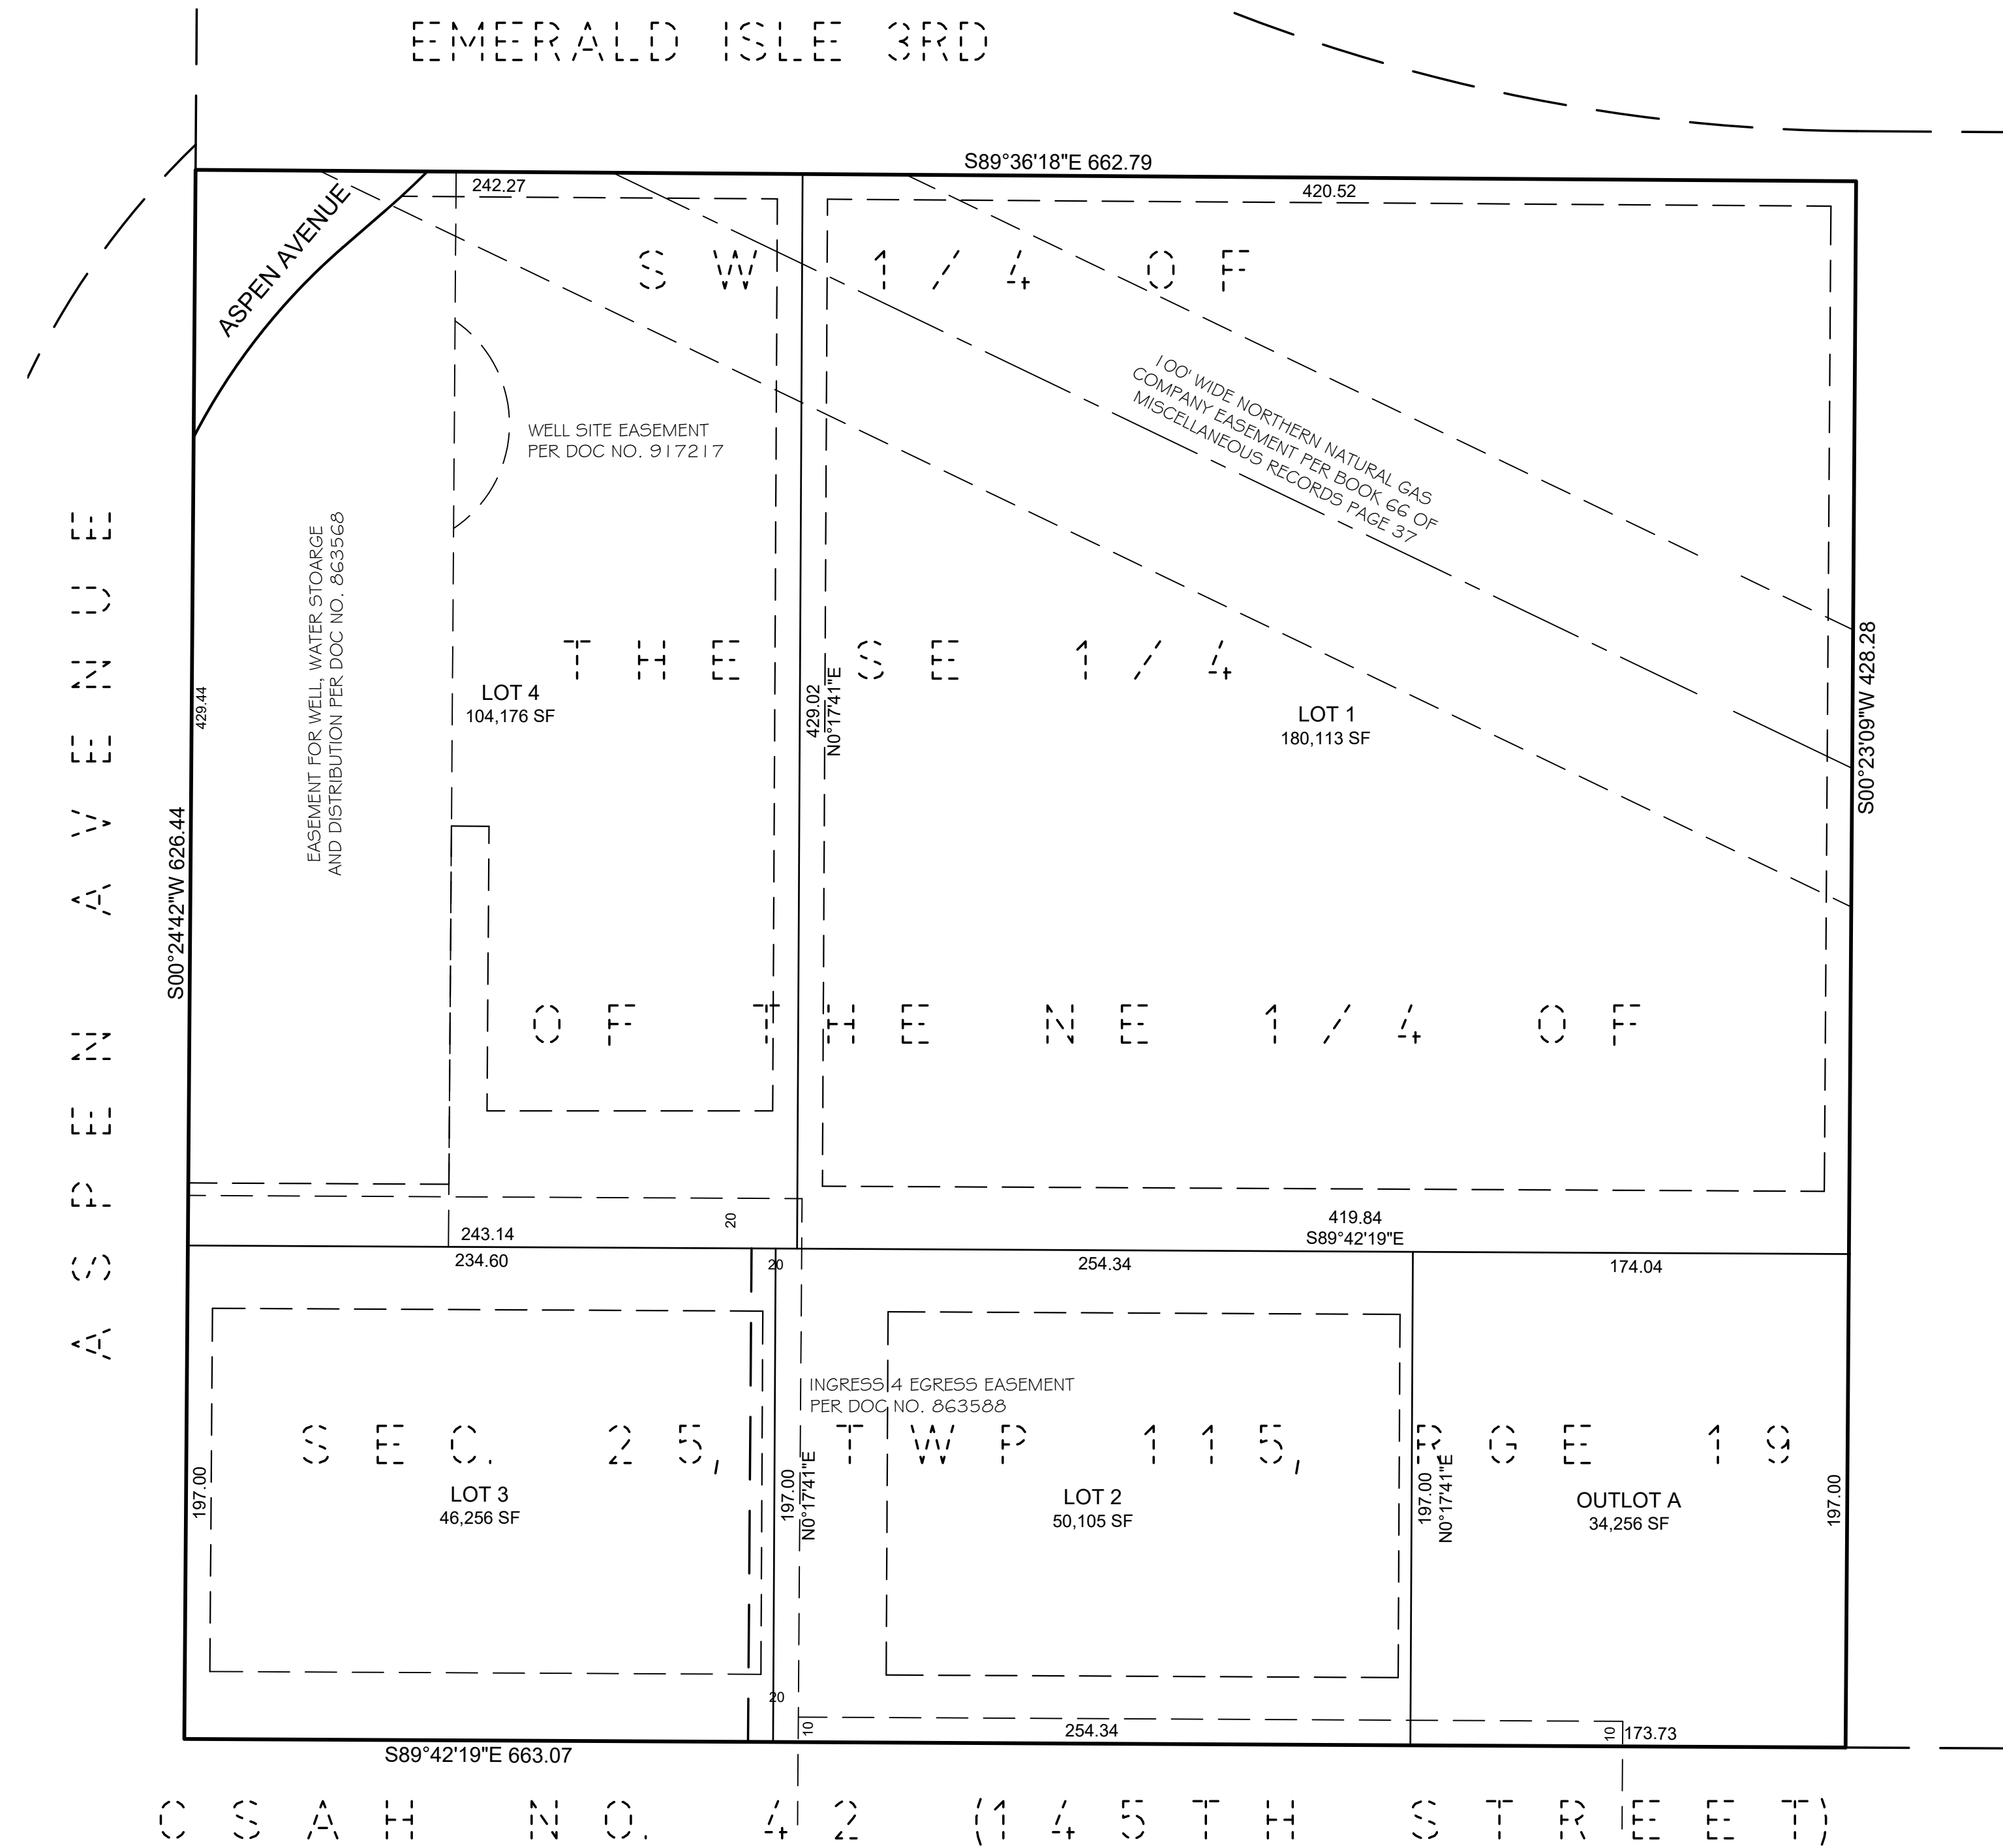 EMERALD ISLE 3RD
S89°36'18"E 662.79
242.27
420.52
ASPEN AVENUE
SW 1/4 OF
100' WIDE NORTHERN NATURAL GAS
COMPANY EASEMENT PER BOOK 66 OF
MISCELLANEOUS RECORDS PAGE 37
WELL SITE EASEMENT
PER DOC NO. 917217
EASEMENT FOR WELL, WATER STOARGE
AND DISTRIBUTION PER DOC NO. 863568
ASPEN AVENUE
THE SE 1/4
429.44
LOT 4
104,176 SF
429.02
N0°17'41"E
LOT 1
180,113 SF
S00°23'09"W 428.28
S00°24'42"W 626.44
OF THE NE 1/4 OF
20
243.14
419.84
S89°42'19"E
234.60
20
254.34
174.04
INGRESS 4 EGRESS EASEMENT
PER DOC NO. 863588
SEC. 25, TWP 115, RGE 19
197.00
LOT 3
46,256 SF
197.00
N0°17'41"E
LOT 2
50,105 SF
197.00
N0°17'41"E
OUTLOT A
34,256 SF
197.00
20
10
254.34
10
173.73
S89°42'19"E 663.07
CSAH NO. 42 (145TH STREET)